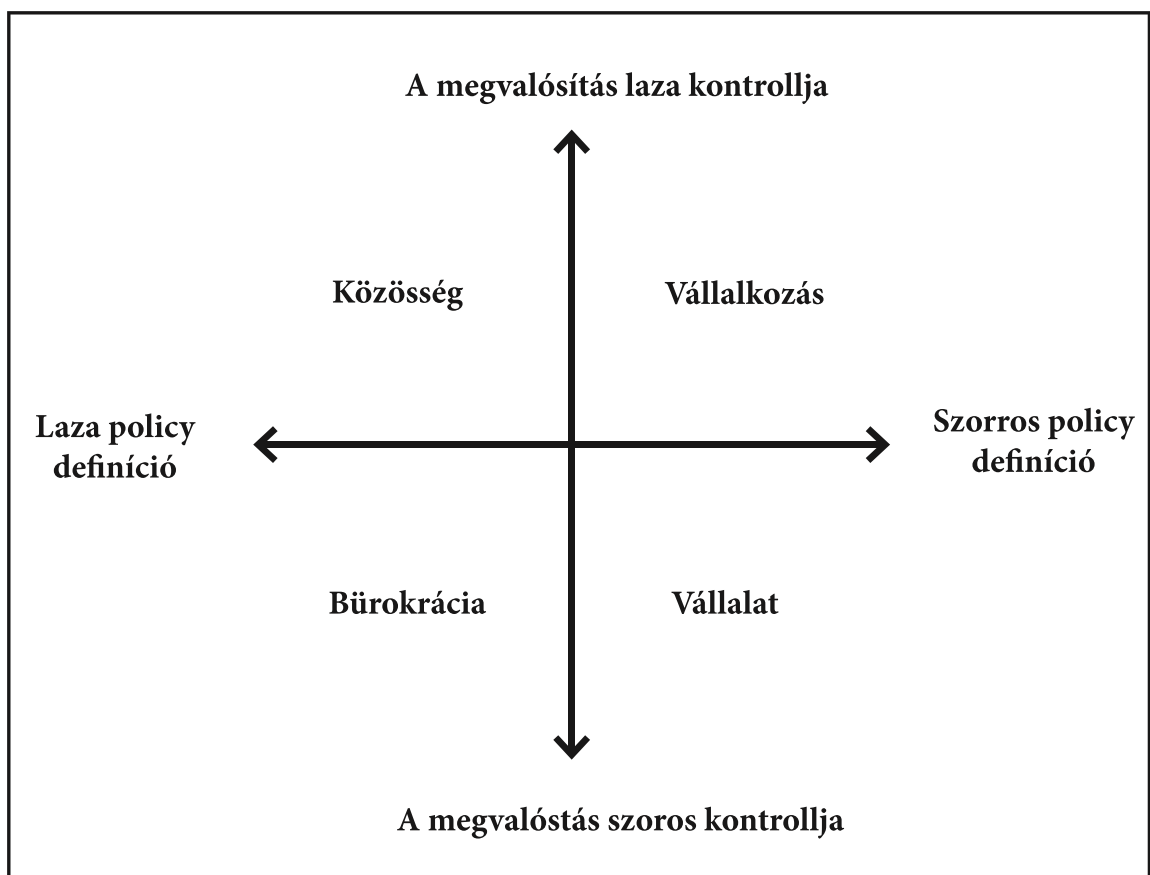 A megvalósítás laza kontrollja
Közösség
Vállalkozás
Laza policy
definíció
Szorros policy
definíció
Bürokrácia
Vállalat
A megvalóstás szoros kontrollja